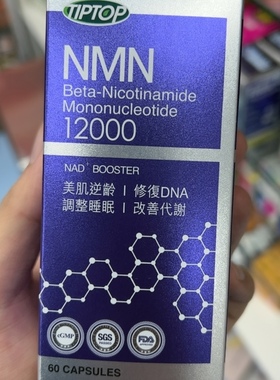 TIPTOP
NMN
Beta-Nicotinamide
Mononucleotide
12000
NAD+ BOOSTER
美肌逆齡 | 修復DNA
調整睡眠 | 改善代謝
cGMP
SGS
FDA
60 CAPSULES